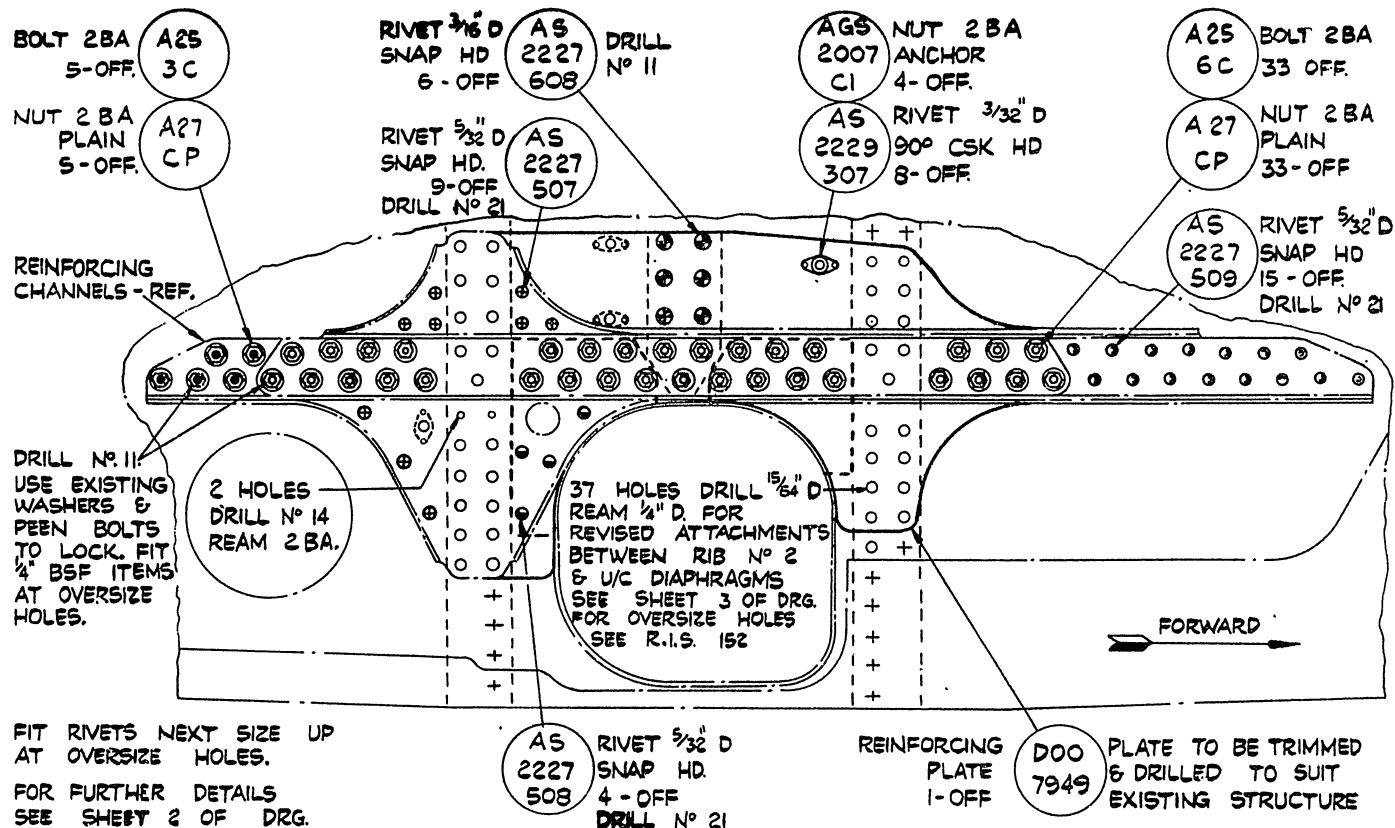 BOLT 2BA
5-OFF.
A25
3C
NUT 2BA
PLAIN
5-OFF.
A27
CP
RIVET 3/16" D
SNAP HD
6-OFF
AS
2227
608
DRILL
Nº 11
RIVET 5/32" D
SNAP HD.
9-OFF
DRILL Nº 21
AS
2227
507
AGS
2007
C1
NUT 2BA
ANCHOR
4-OFF.
AS
2229
307
RIVET 3/32" D
90° CSK HD
8-OFF.
A25
6C
BOLT 2BA
33 OFF.
A27
CP
NUT 2BA
PLAIN
33-OFF
AS
2227
509
RIVET 5/32" D
SNAP HD
15-OFF.
DRILL Nº 21
REINFORCING
CHANNELS-REF.
DRILL Nº.11.
USE EXISTING
WASHERS &
PEEN BOLTS
TO LOCK. FIT
1/4" BSF ITEMS
AT OVERSIZE
HOLES.
2 HOLES
DRILL Nº 14
REAM 2BA.
37 HOLES DRILL 15/64" D
REAM 1/4" D. FOR
REVISED ATTACHMENTS
BETWEEN RIB Nº 2
& U/C DIAPHRAGMS
SEE SHEET 3 OF DRG.
FOR OVERSIZE HOLES
SEE R.I.S. 152
FORWARD
FIT RIVETS NEXT SIZE UP
AT OVERSIZE HOLES.
FOR FURTHER DETAILS
SEE SHEET 2 OF DRG.
AS
2227
508
RIVET 5/32" D
SNAP HD.
4-OFF
DRILL Nº 21
REINFORCING
PLATE
1-OFF
D00
7949
PLATE TO BE TRIMMED
& DRILLED TO SUIT
EXISTING STRUCTURE